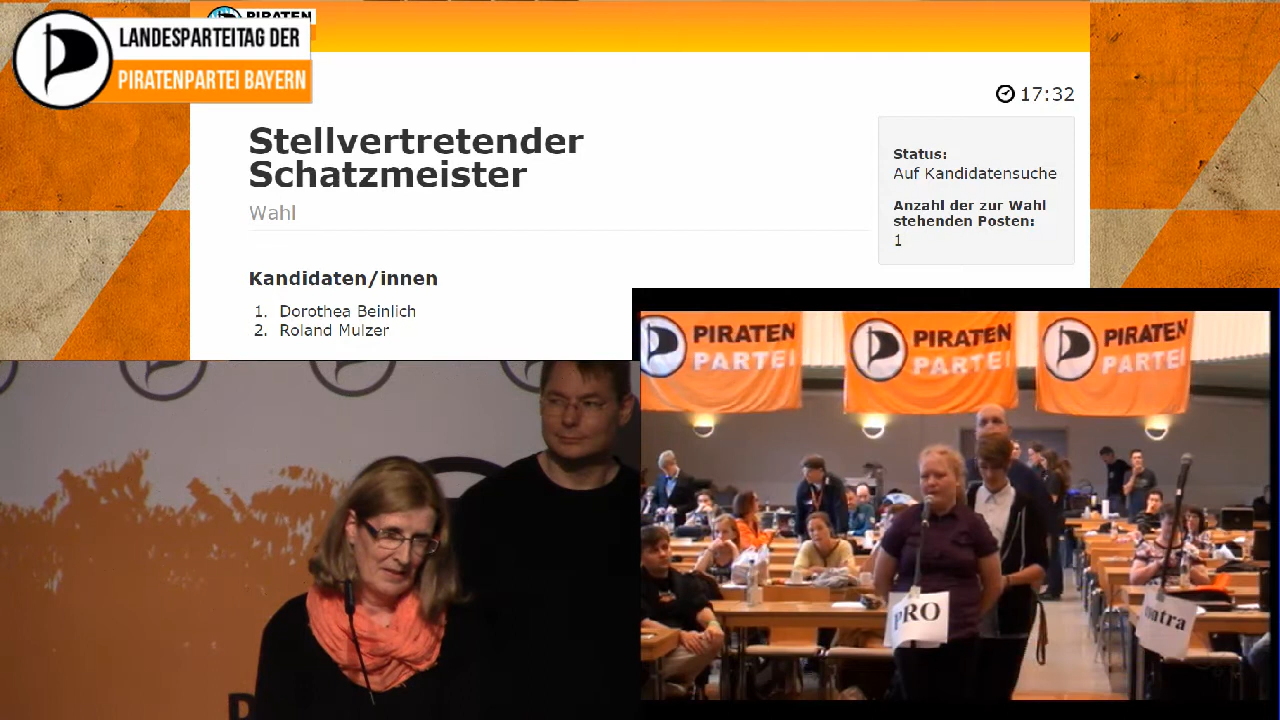 PIRATEN
LANDESPARTEITAG DER
PIRATENPARTEI BAYERN
17:32
Stellvertretender
Schatzmeister
Wahl
Status:
Auf Kandidatensuche
Anzahl der zur Wahl
stehenden Posten:
1
Kandidaten/innen
1. Dorothea Beinlich
2. Roland Mulzer
PIRATEN
PARTEI
PIRATEN
PARTEI
PIRATEN
PARTEI
PRO